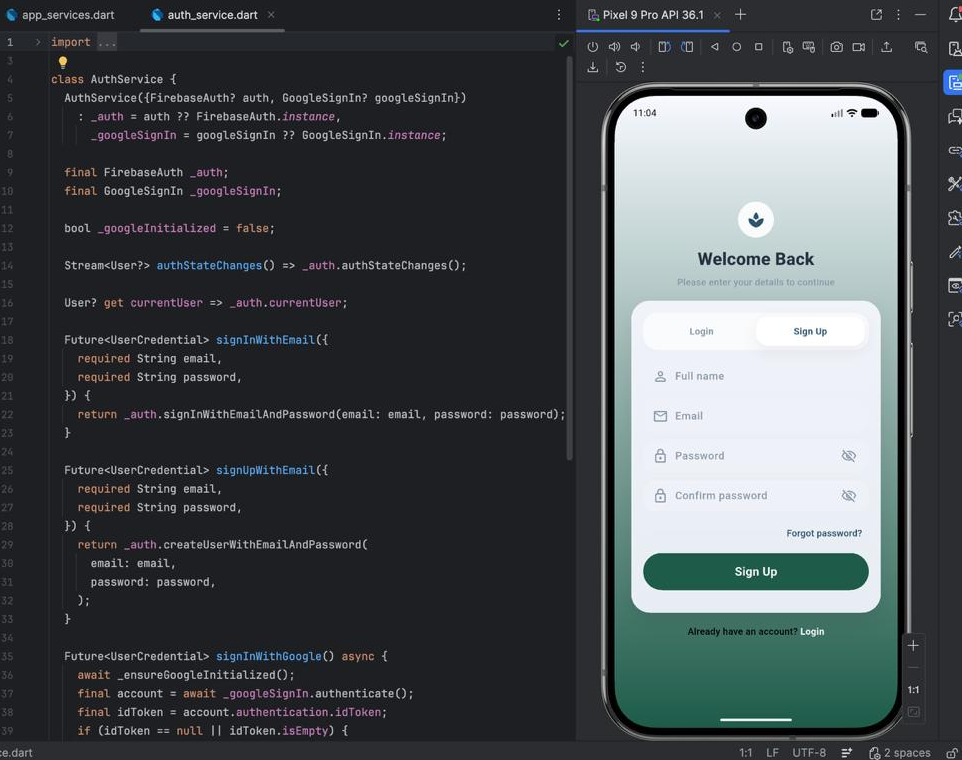 app_services.dart
auth_service.dart
Pixel 9 Pro API 36.1
1 import ...
3
4 class AuthService {
5 AuthService({FirebaseAuth? auth, GoogleSignIn? googleSignIn})
6 : _auth = auth ?? FirebaseAuth.instance,
7 _googleSignIn = googleSignIn ?? GoogleSignIn.instance;
8
9 final FirebaseAuth _auth;
10 final GoogleSignIn _googleSignIn;
11
12 bool _googleInitialized = false;
13
14 Stream<User?> authStateChanges() => _auth.authStateChanges();
15
16 User? get currentUser => _auth.currentUser;
17
18 Future<UserCredential> signInWithEmail({
19 required String email,
20 required String password,
21 }) {
22 return _auth.signInWithEmailAndPassword(email: email, password: password);
23 }
24
25 Future<UserCredential> signUpWithEmail({
26 required String email,
27 required String password,
28 }) {
29 return _auth.createUserWithEmailAndPassword(
30 email: email,
31 password: password,
32 );
33 }
34
35 Future<UserCredential> signInWithGoogle() async {
36 await _ensureGoogleInitialized();
37 final account = await _googleSignIn.authenticate();
38 final idToken = account.authentication.idToken;
39 if (idToken == null || idToken.isEmpty) {
11:04
Welcome Back
Please enter your details to continue
Login
Sign Up
Full name
Email
Password
Confirm password
Forgot password?
Sign Up
Already have an account? Login
1:1
ce.dart
1:1 LF UTF-8 2 spaces